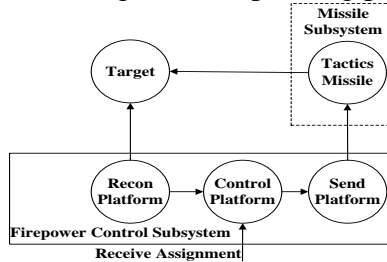 Missile
Subsystem
Target
Tactics
Missile
Recon
Platform
Control
Platform
Send
Platform
Firepower Control Subsystem
Receive Assignment